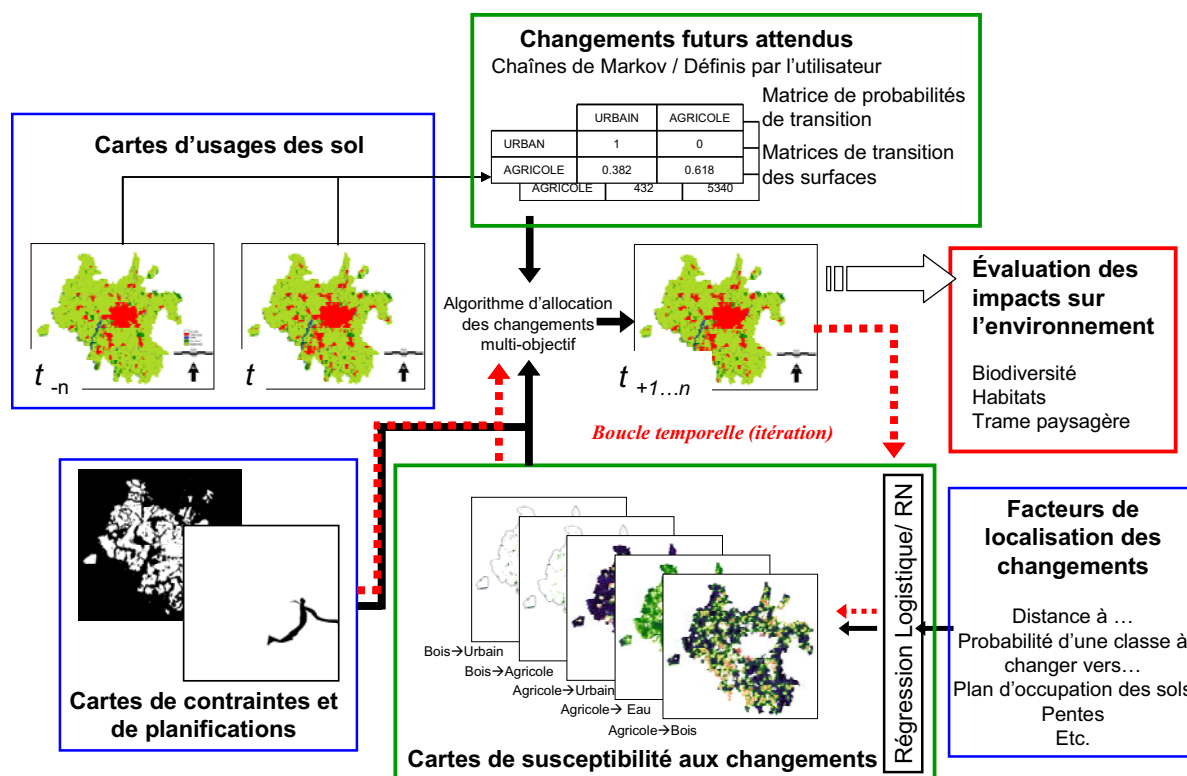 Changements futurs attendus
Chaînes de Markov / Définis par l'utilisateur
Matrice de probabilités
de transition
URBAIN AGRICOLE
URBAN 1 0
AGRICOLE 0.382 0.618
AGRICOLE 432 5340
Matrices de transition
des surfaces
Cartes d'usages des sol
t -n
t
Algorithme d'allocation
des changements
multi-objectif
t +1…n
Évaluation des
impacts sur
l'environnement
Biodiversité
Habitats
Trame paysagère
Boucle temporelle (itération)
Cartes de contraintes et
de planifications
Bois→Urbain
Bois→Agricole
Agricole→Urbain
Agricole→ Eau
Agricole→Bois
Cartes de susceptibilité aux changements
Régression Logistique/ RN
Facteurs de
localisation des
changements
Distance à …
Probabilité d'une classe à
changer vers…
Plan d'occupation des sols
Pentes
Etc.